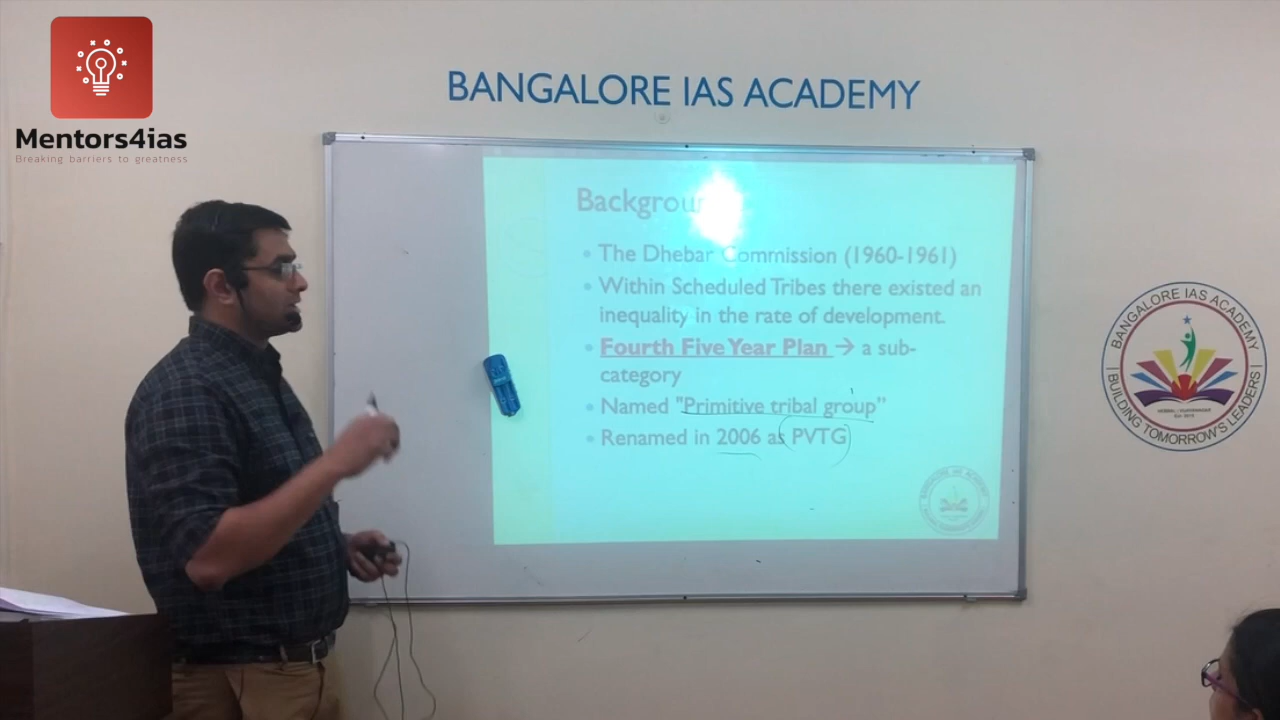 Mentors4ias
Breaking barriers to greatness
BANGALORE IAS ACADEMY
Backgrou
• The Dhebar Commission (1960-1961)
• Within Scheduled Tribes there existed an
inequality in the rate of development.
• Fourth Five Year Plan → a sub-
category
• Named "Primitive tribal group”
• Renamed in 2006 as PVTG
BANGALORE IAS ACADEMY
BUILDING TOMORROW'S LEADERS